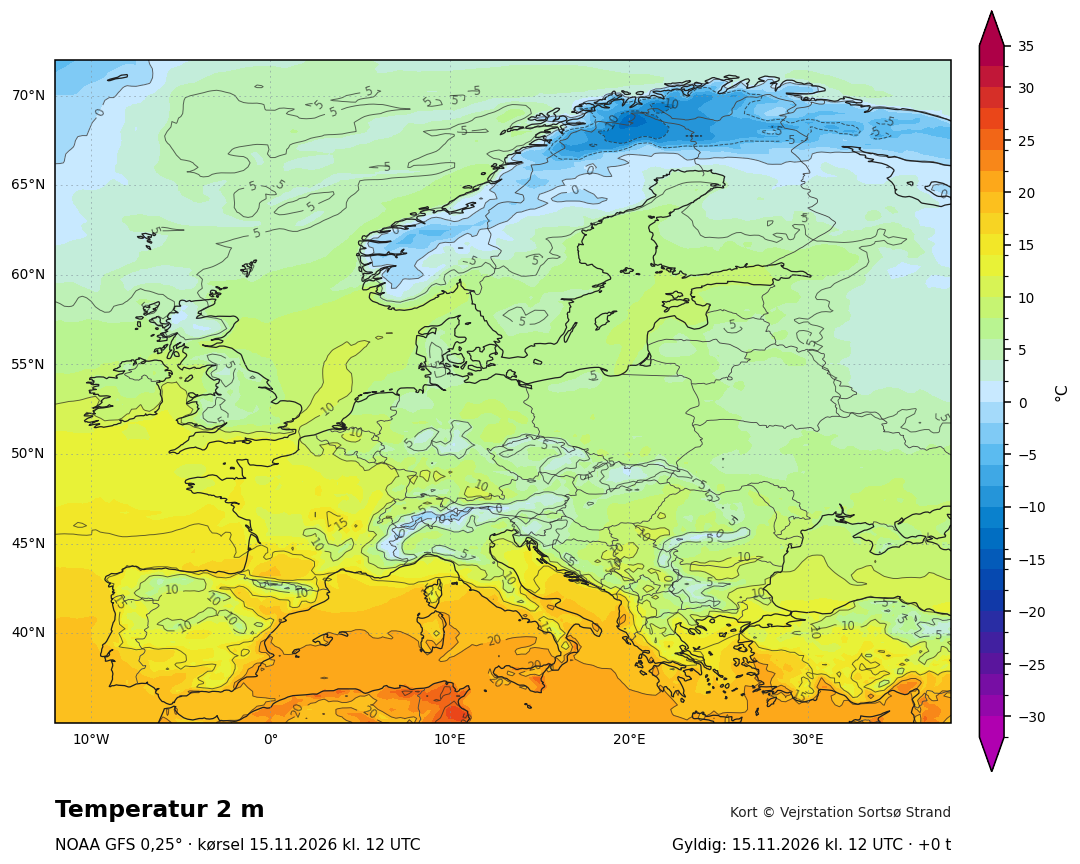 70°N
65°N
60°N
55°N
50°N
45°N
40°N
10°W 0° 10°E 20°E 30°E
35
30
25
20
15
10
5
0
−5
−10
−15
−20
−25
−30
°C
Temperatur 2 m
Kort © Vejrstation Sortsø Strand
NOAA GFS 0,25° · kørsel 15.11.2026 kl. 12 UTC
Gyldig: 15.11.2026 kl. 12 UTC · +0 t